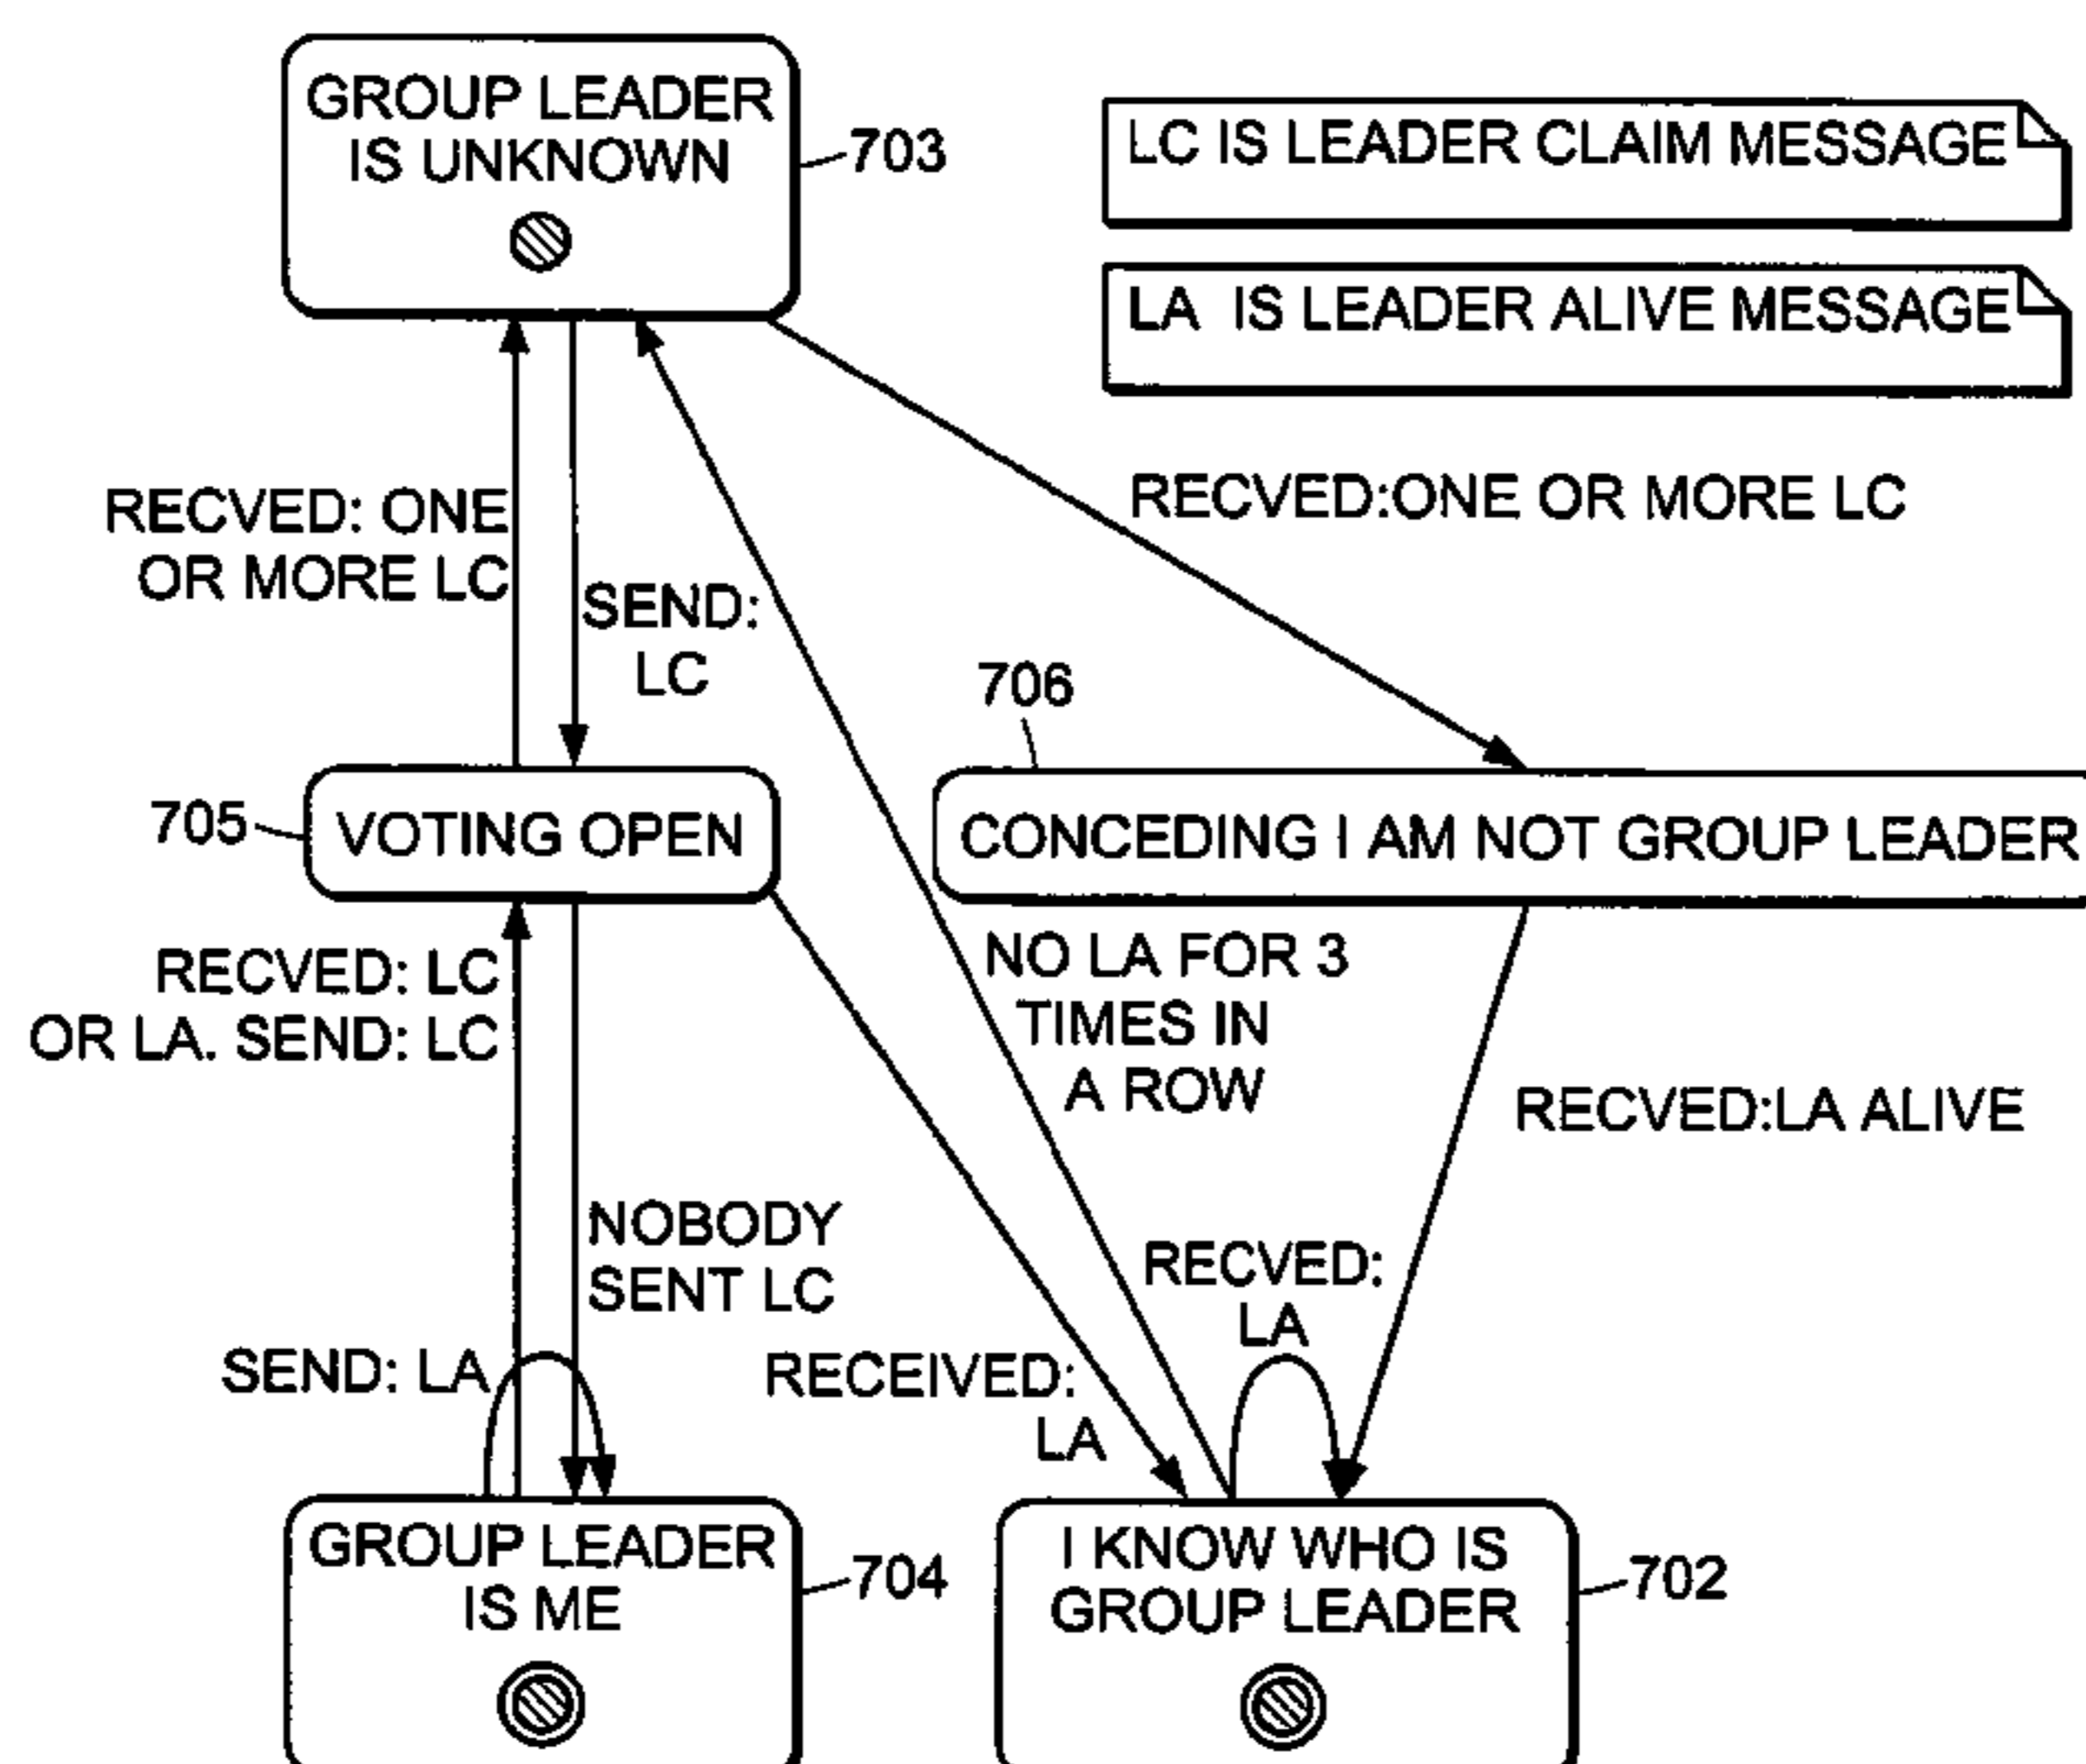 GROUP LEADER
IS UNKNOWN
703
LC IS LEADER CLAIM MESSAGE
LA IS LEADER ALIVE MESSAGE
RECVED: ONE
OR MORE LC
SEND:
LC
RECVED:ONE OR MORE LC
706
705
VOTING OPEN
CONCEDING I AM NOT GROUP LEADER
RECVED: LC
OR LA. SEND: LC
NO LA FOR 3
TIMES IN
A ROW
RECVED:LA ALIVE
NOBODY
SENT LC
SEND: LA
RECEIVED:
LA
RECVED:
LA
GROUP LEADER
IS ME
704
I KNOW WHO IS
GROUP LEADER
702